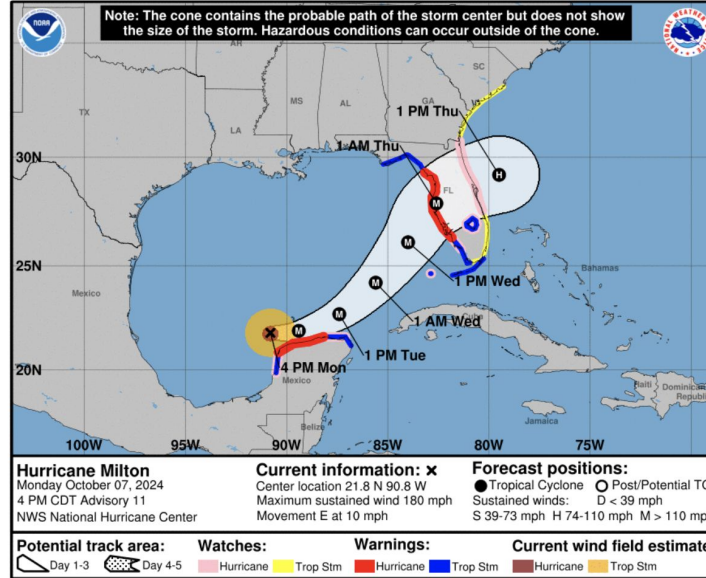 Note: The cone contains the probable path of the storm center but does not show
the size of the storm. Hazardous conditions can occur outside of the cone.
NOAA
NATIONAL WEATHER
AR
SC
TX
MS
AL
GA
1 PM Thu
LA
1 AM Thu
30N
H
FL
M
M
25N
1 PM Wed
Bahamas
Mexico
M
1 AM Wed
Cuba
M
M
1 PM Tue
4 PM Mon
20N
Mexico
Haiti
Dominican
Republi
Jamaica
Belize
100W 95W 90W 85W 80W 75W
Hurricane Milton
Monday October 07, 2024
4 PM CDT Advisory 11
NWS National Hurricane Center
Current information: ×
Center location 21.8 N 90.8 W
Maximum sustained wind 180 mph
Movement E at 10 mph
Forecast positions:
Tropical Cyclone Post/Potential TC
Sustained winds: D < 39 mph
S 39-73 mph H 74-110 mph M > 110 mph
Potential track area:
Day 1-3 Day 4-5
Watches:
Hurricane Trop Stm
Warnings:
Hurricane Trop Stm
Current wind field estimate
Hurricane Trop Stm